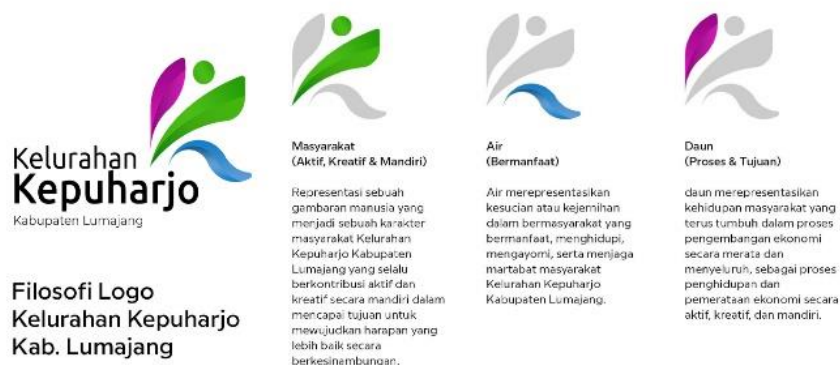 Kelurahan
Kepuharjo
Kabupaten Lumajang
Filosofi Logo
Kelurahan Kepuharjo
Kab. Lumajang
Masyarakat
(Aktif, Kreatif & Mandiri)
Representasi sebuah
gambaran manusia yang
menjadi sebuah karakter
masyarakat Kelurahan
Kepuharjo Kabupaten
Lumajang yang selalu
berkontribusi aktif dan
kreatif secara mandiri dalam
mencapai tujuan untuk
mewujudkan harapan yang
lebih baik secara
berkesinambungan.
Air
(Bermanfaat)
Air merepresentasikan
kesucian atau kejernihan
dalam bermasyarakat yang
bermanfaat, menghidupi,
mengayomi, serta menjaga
martabat masyarakat
Kelurahan Kepuharjo
Kabupaten Lumajang.
Daun
(Proses & Tujuan)
daun merepresentasikan
kehidupan masyarakat yang
terus tumbuh dalam proses
pengembangan ekonomi
secara merata dan
menyeluruh, sebagai proses
penghidupan dan
pemerataan ekonomi secara
aktif, kreatif, dan mandiri.